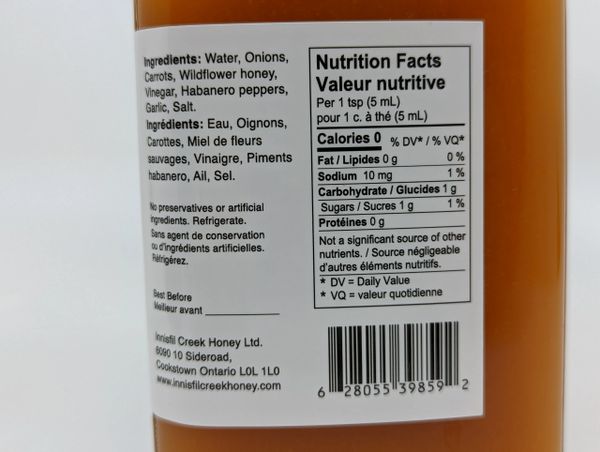 Ingredients: Water, Onions,
Carrots, Wildflower honey,
Vinegar, Habanero peppers,
Garlic, Salt.
Ingrédients: Eau, Oignons,
Carottes, Miel de fleurs
sauvages, Vinaigre, Piments
habanero, Ail, Sel.
No preservatives or artificial
ingredients. Refrigerate.
Sans agent de conservation
ou d'ingrédients artificielles.
Réfrigérez.
Best Before
Meilleur avant
Innisfil Creek Honey Ltd.
6090 10 Sideroad,
Cookstown Ontario L0L 1L0
www.innisfilcreekhoney.com
Nutrition Facts
Valeur nutritive
Per 1 tsp (5 mL)
pour 1 c. à thé (5 mL)
Calories 0 % DV* / % VQ*
Fat / Lipides 0 g 0 %
Sodium 10 mg 1 %
Carbohydrate / Glucides 1 g
Sugars / Sucres 1 g 1 %
Protéines 0 g
Not a significant source of other
nutrients. / Source négligeable
d'autres éléments nutritifs.
* DV = Daily Value
* VQ = valeur quotidienne
6 28055 39859 2